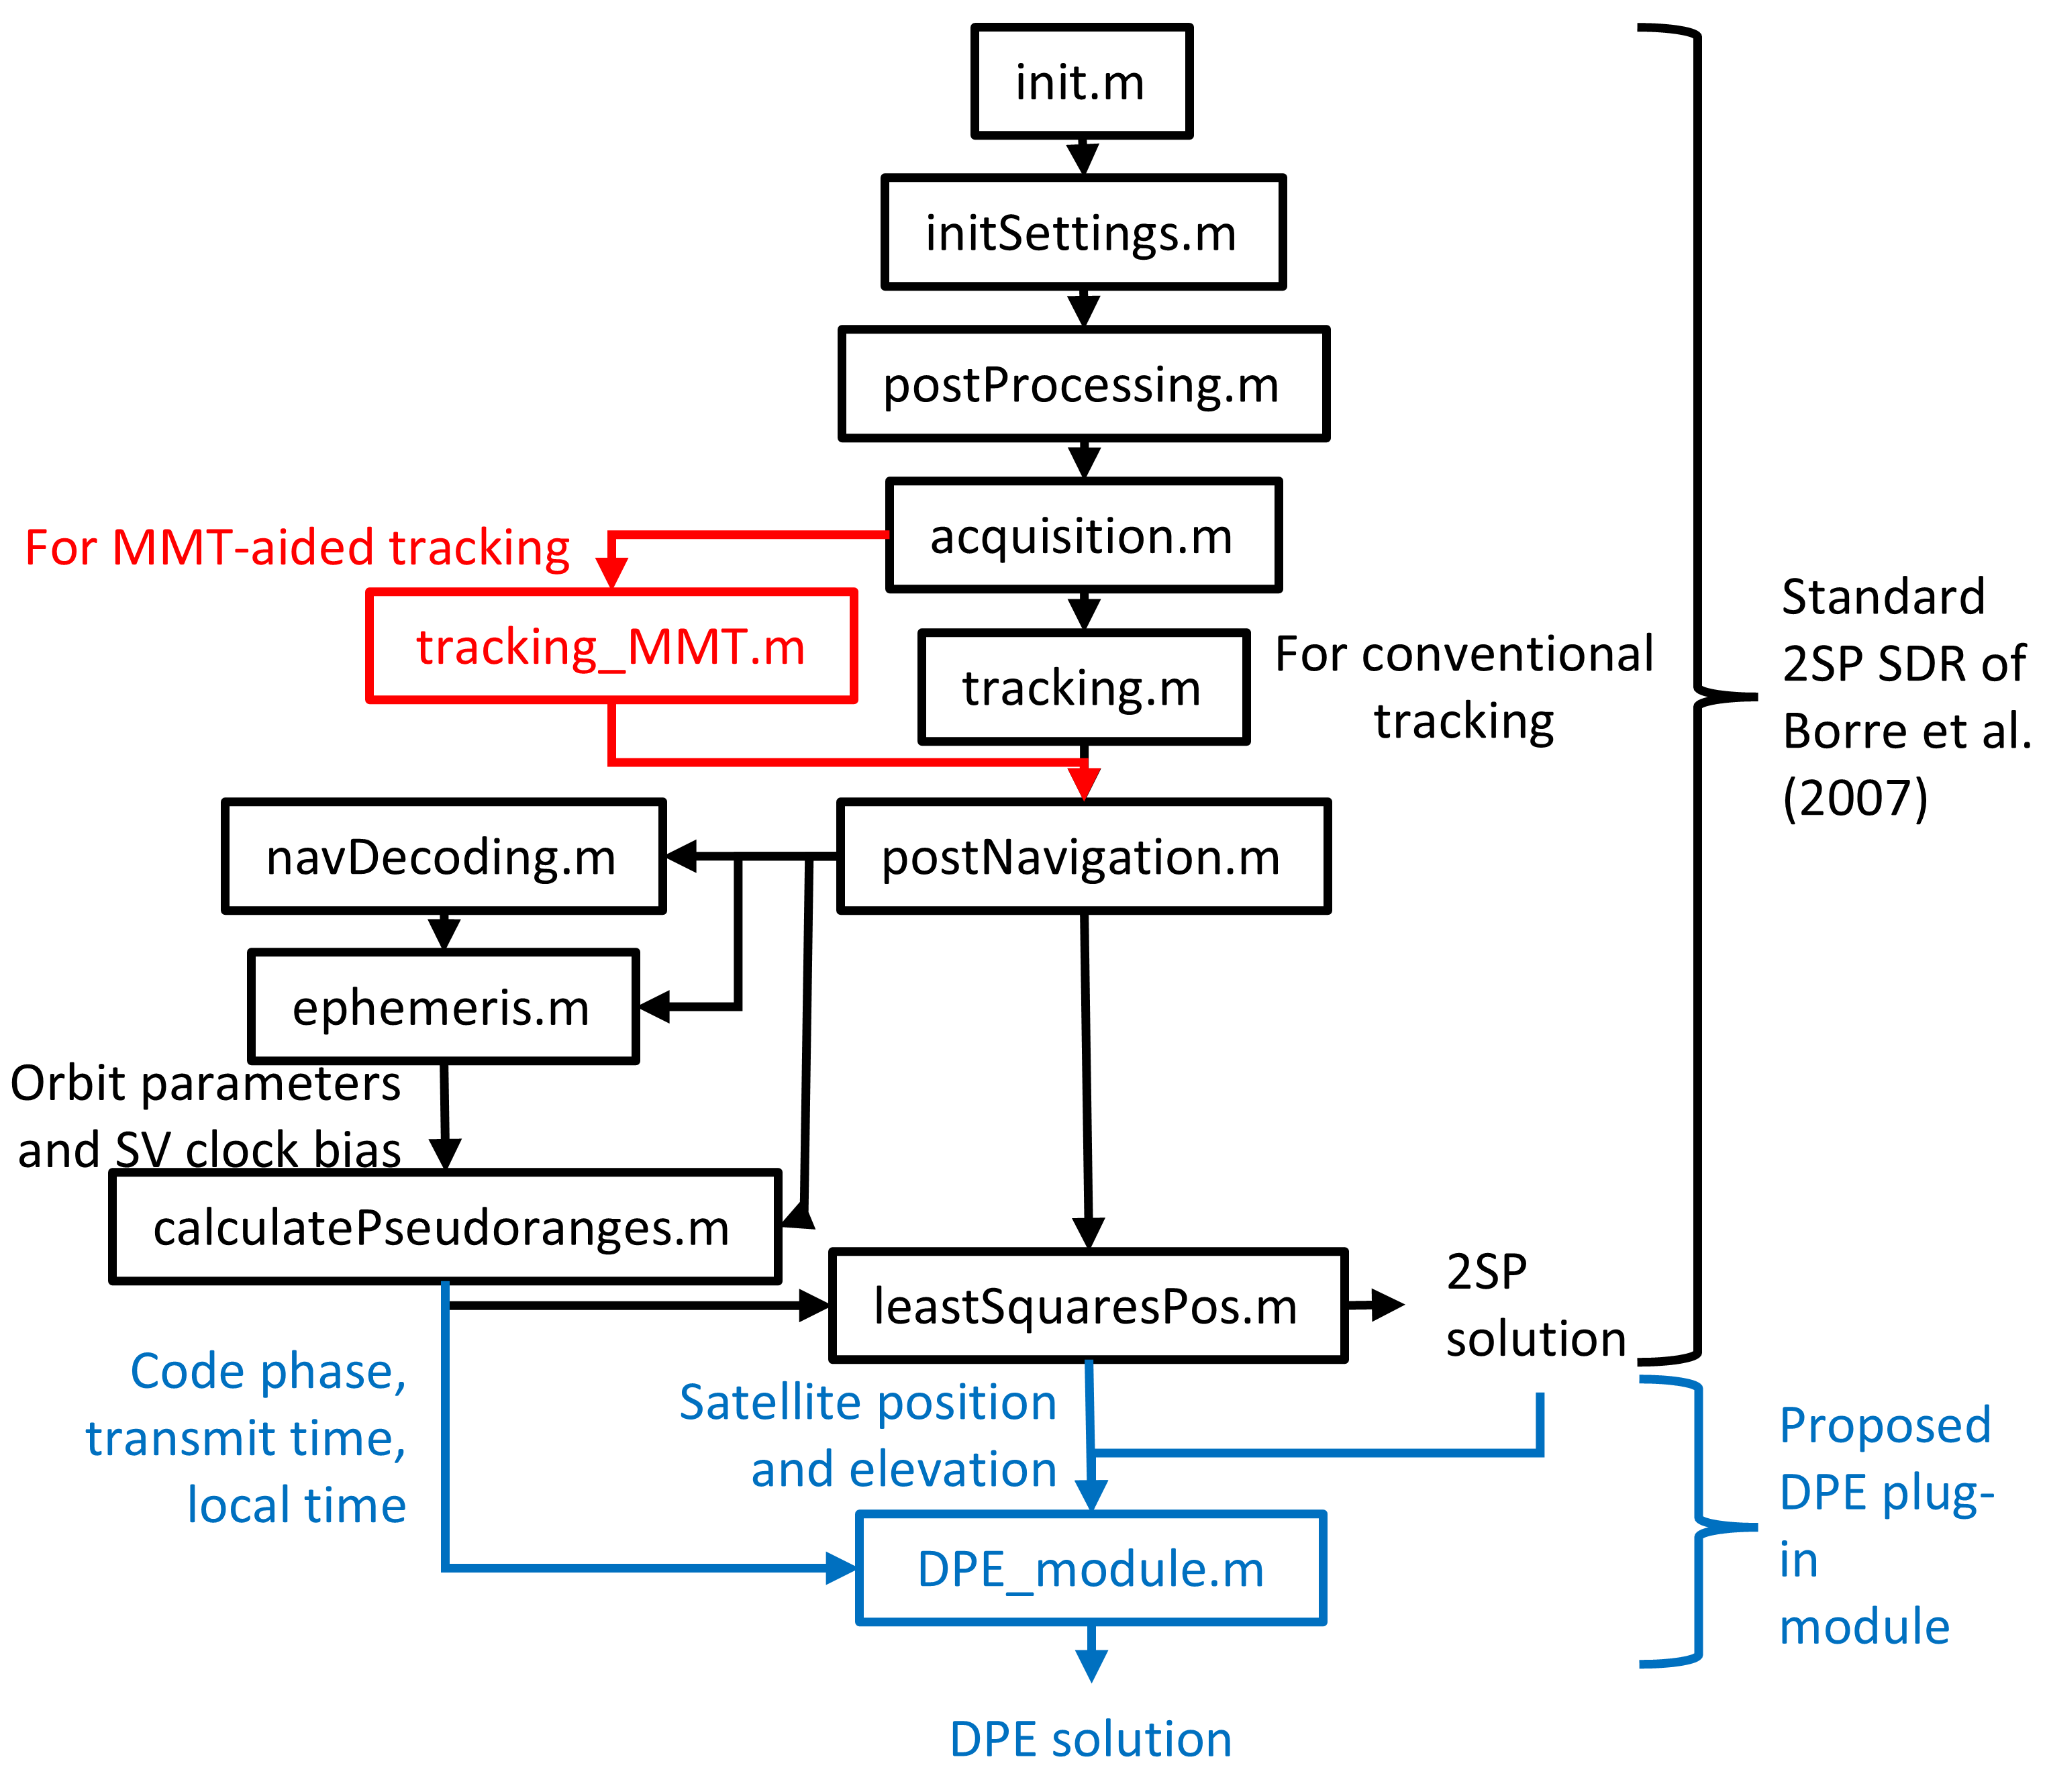 init.m
initSettings.m
postProcessing.m
acquisition.m
For MMT-aided tracking
tracking_MMT.m
tracking.m
For conventional
tracking
Standard
2SP SDR of
Borre et al.
(2007)
navDecoding.m
postNavigation.m
ephemeris.m
Orbit parameters
and SV clock bias
calculatePseudoranges.m
leastSquaresPos.m
2SP
solution
Code phase,
transmit time,
local time
Satellite position
and elevation
Proposed
DPE plug-
in
module
DPE_module.m
DPE solution